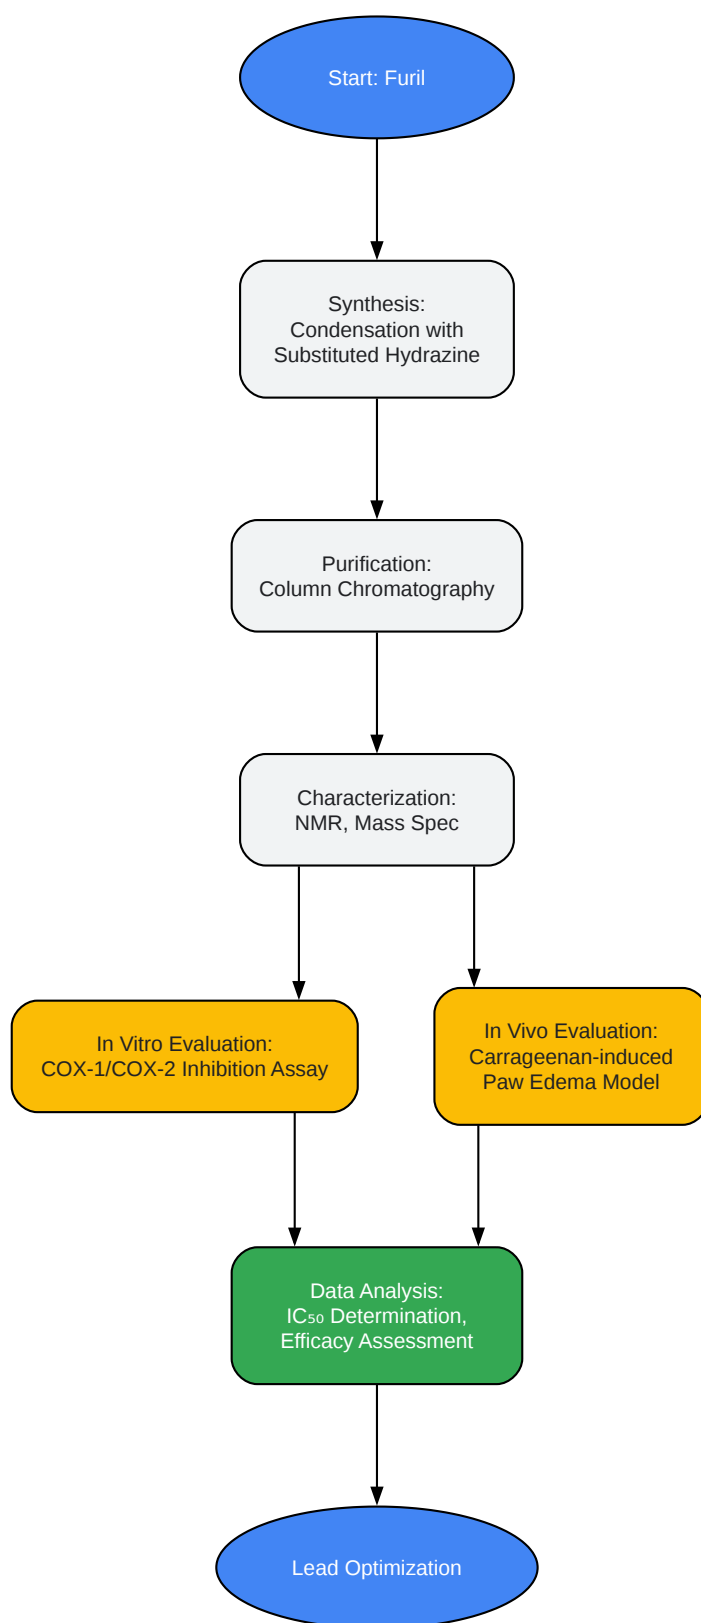 Start: Furil
Synthesis:
Condensation with
Substituted Hydrazine
Purification:
Column Chromatography
Characterization:
NMR, Mass Spec
In Vitro Evaluation:
COX-1/COX-2 Inhibition Assay
In Vivo Evaluation:
Carrageenan-induced
Paw Edema Model
Data Analysis:
IC₅₀ Determination,
Efficacy Assessment
Lead Optimization